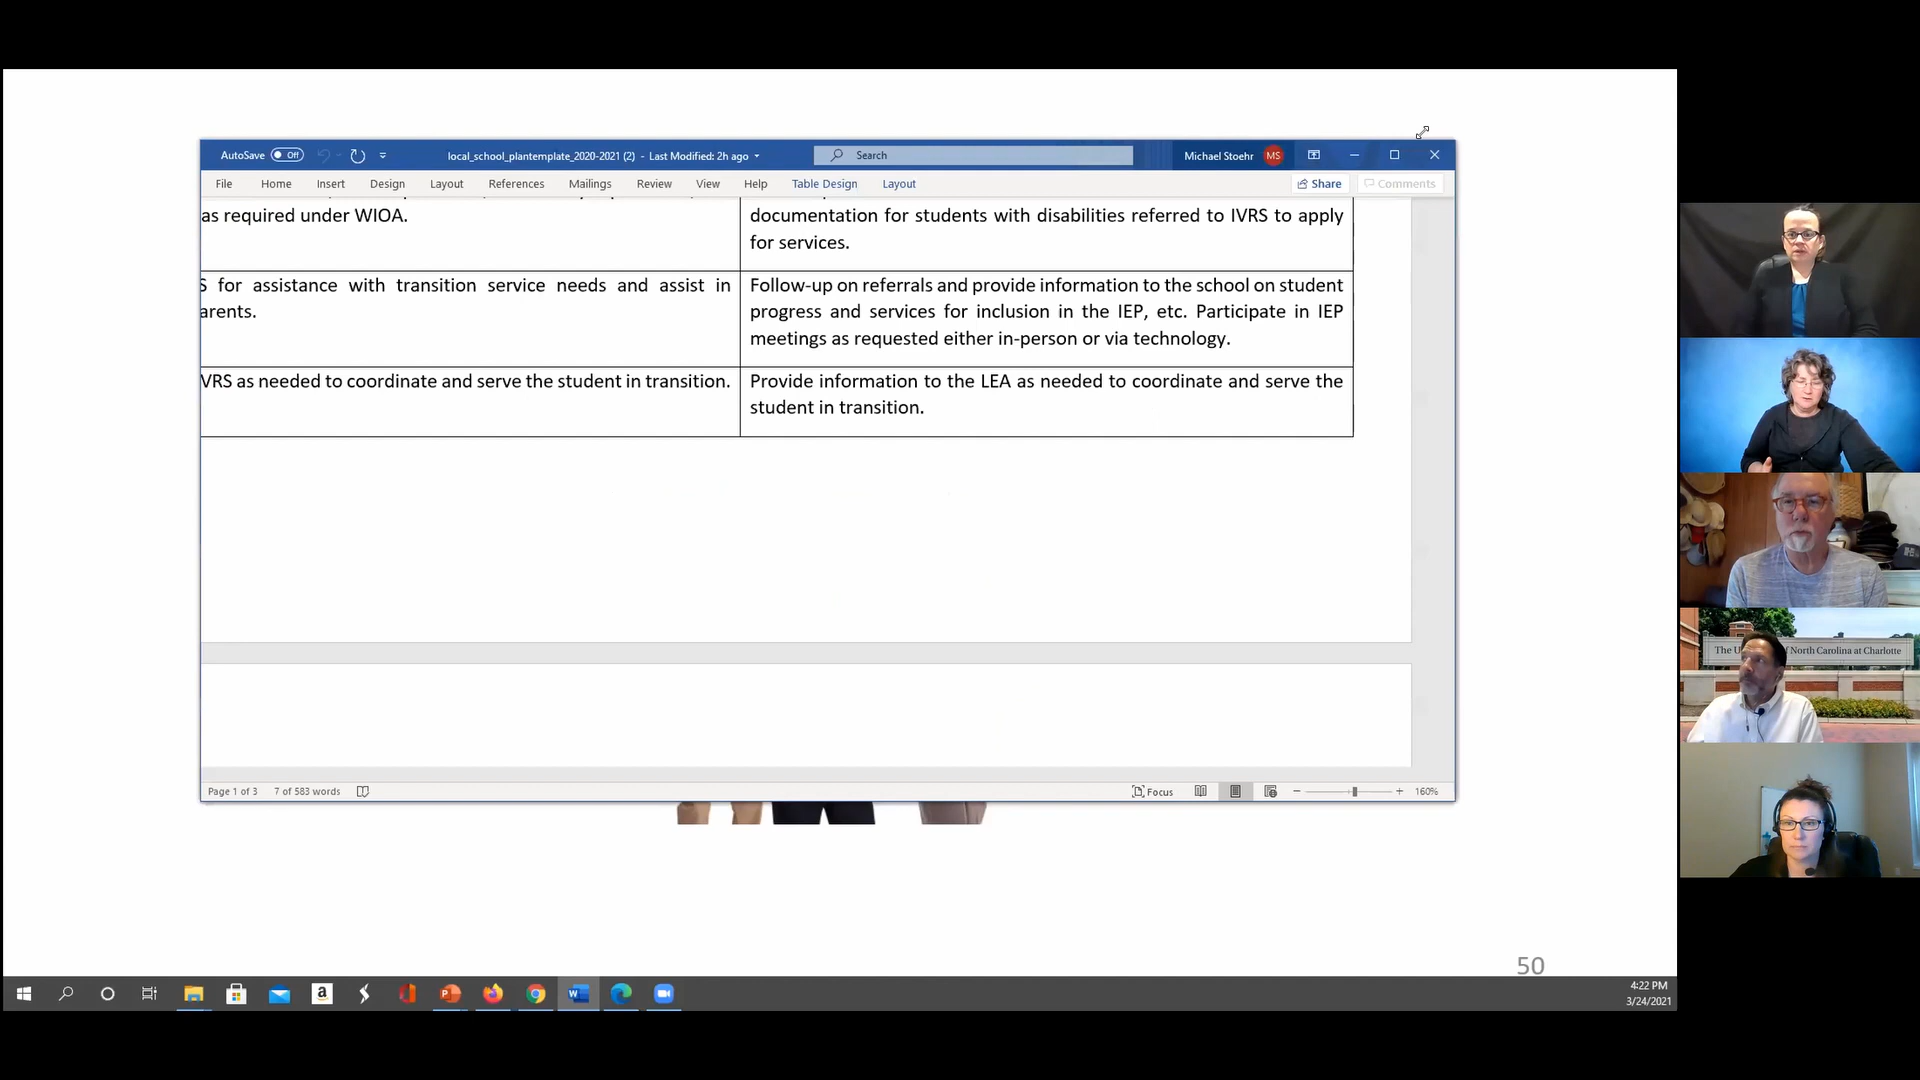 AutoSave Off
local_school_plantemplate_2020-2021 (2) - Last Modified: 2h ago
Search
Michael Stoehr MS
File Home Insert Design Layout References Mailings Review View Help Table Design Layout
Share Comments
as required under WIOA.
documentation for students with disabilities referred to IVRS to apply
for services.
S for assistance with transition service needs and assist in
arents.
Follow-up on referrals and provide information to the school on student
progress and services for inclusion in the IEP, etc. Participate in IEP
meetings as requested either in-person or via technology.
VRS as needed to coordinate and serve the student in transition.
Provide information to the LEA as needed to coordinate and serve the
student in transition.
Page 1 of 3 7 of 583 words
Focus
160%
50
4:22 PM
3/24/2021
The U
of North Carolina at Charlotte